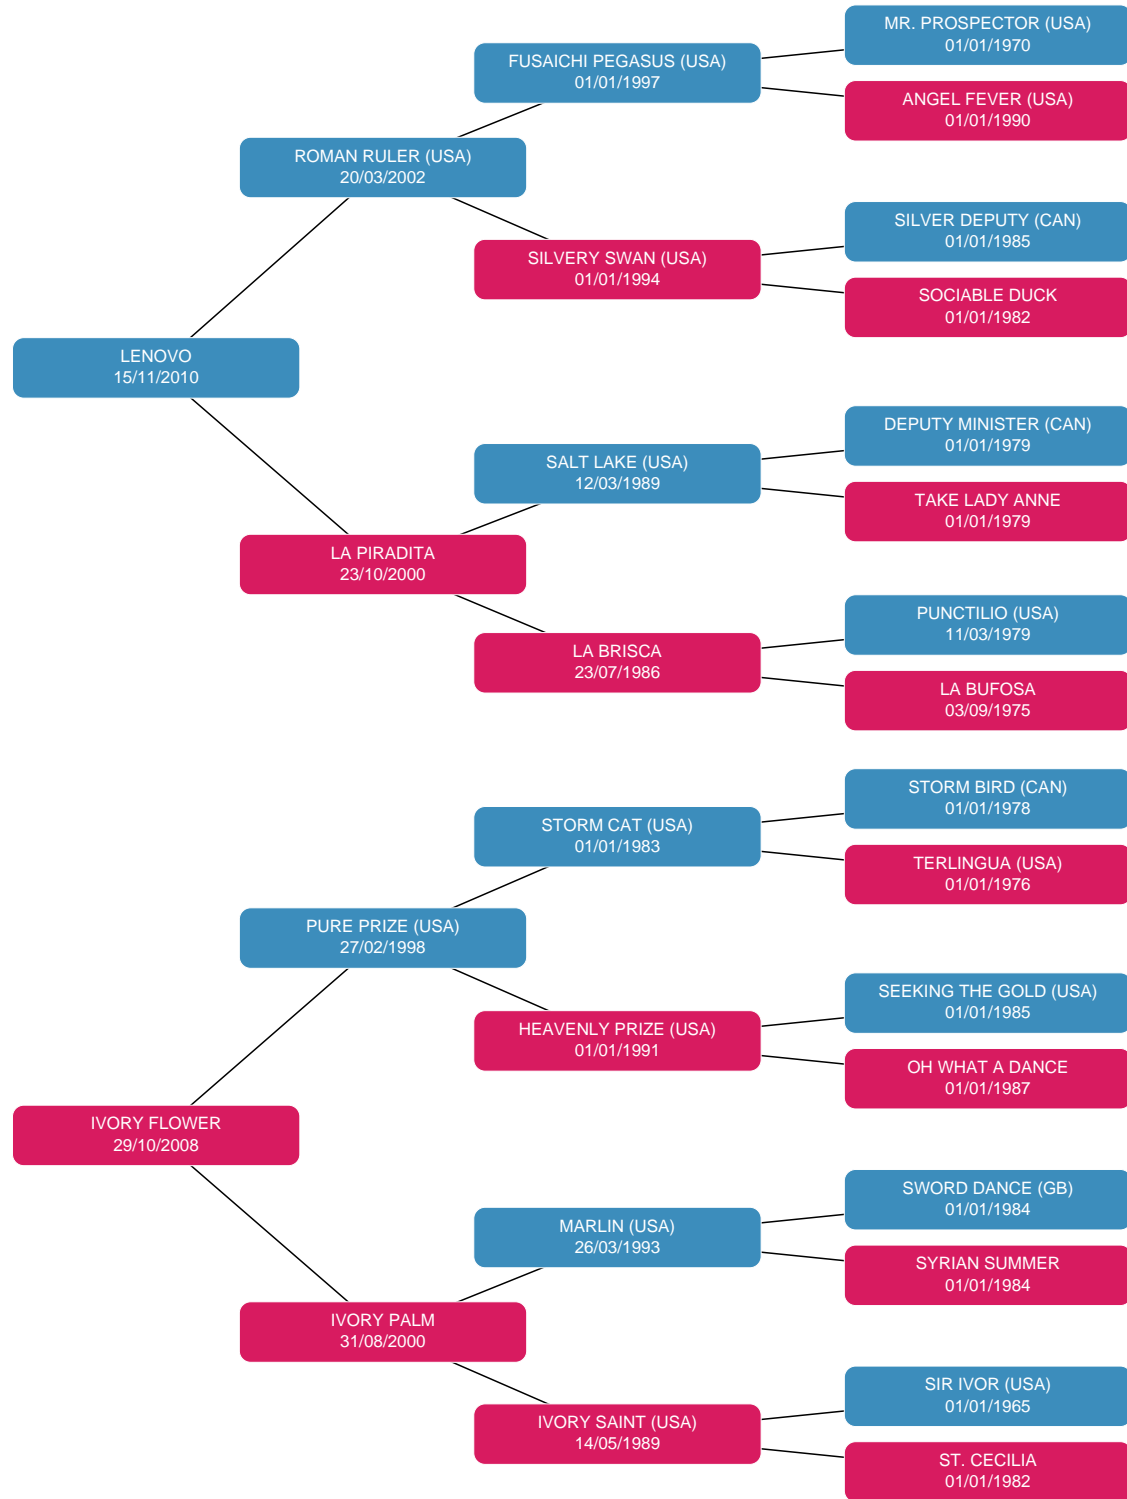 MR. PROSPECTOR (USA)
01/01/1970
FUSAICHI PEGASUS (USA)
01/01/1997
ANGEL FEVER (USA)
01/01/1990
ROMAN RULER (USA)
20/03/2002
SILVER DEPUTY (CAN)
01/01/1985
SILVERY SWAN (USA)
01/01/1994
SOCIABLE DUCK
01/01/1982
LENOVO
15/11/2010
DEPUTY MINISTER (CAN)
01/01/1979
SALT LAKE (USA)
12/03/1989
TAKE LADY ANNE
01/01/1979
LA PIRADITA
23/10/2000
PUNCTILIO (USA)
11/03/1979
LA BRISCA
23/07/1986
LA BUFOSA
03/09/1975
STORM BIRD (CAN)
01/01/1978
STORM CAT (USA)
01/01/1983
TERLINGUA (USA)
01/01/1976
PURE PRIZE (USA)
27/02/1998
SEEKING THE GOLD (USA)
01/01/1985
HEAVENLY PRIZE (USA)
01/01/1991
OH WHAT A DANCE
01/01/1987
IVORY FLOWER
29/10/2008
SWORD DANCE (GB)
01/01/1984
MARLIN (USA)
26/03/1993
SYRIAN SUMMER
01/01/1984
IVORY PALM
31/08/2000
SIR IVOR (USA)
01/01/1965
IVORY SAINT (USA)
14/05/1989
ST. CECILIA
01/01/1982